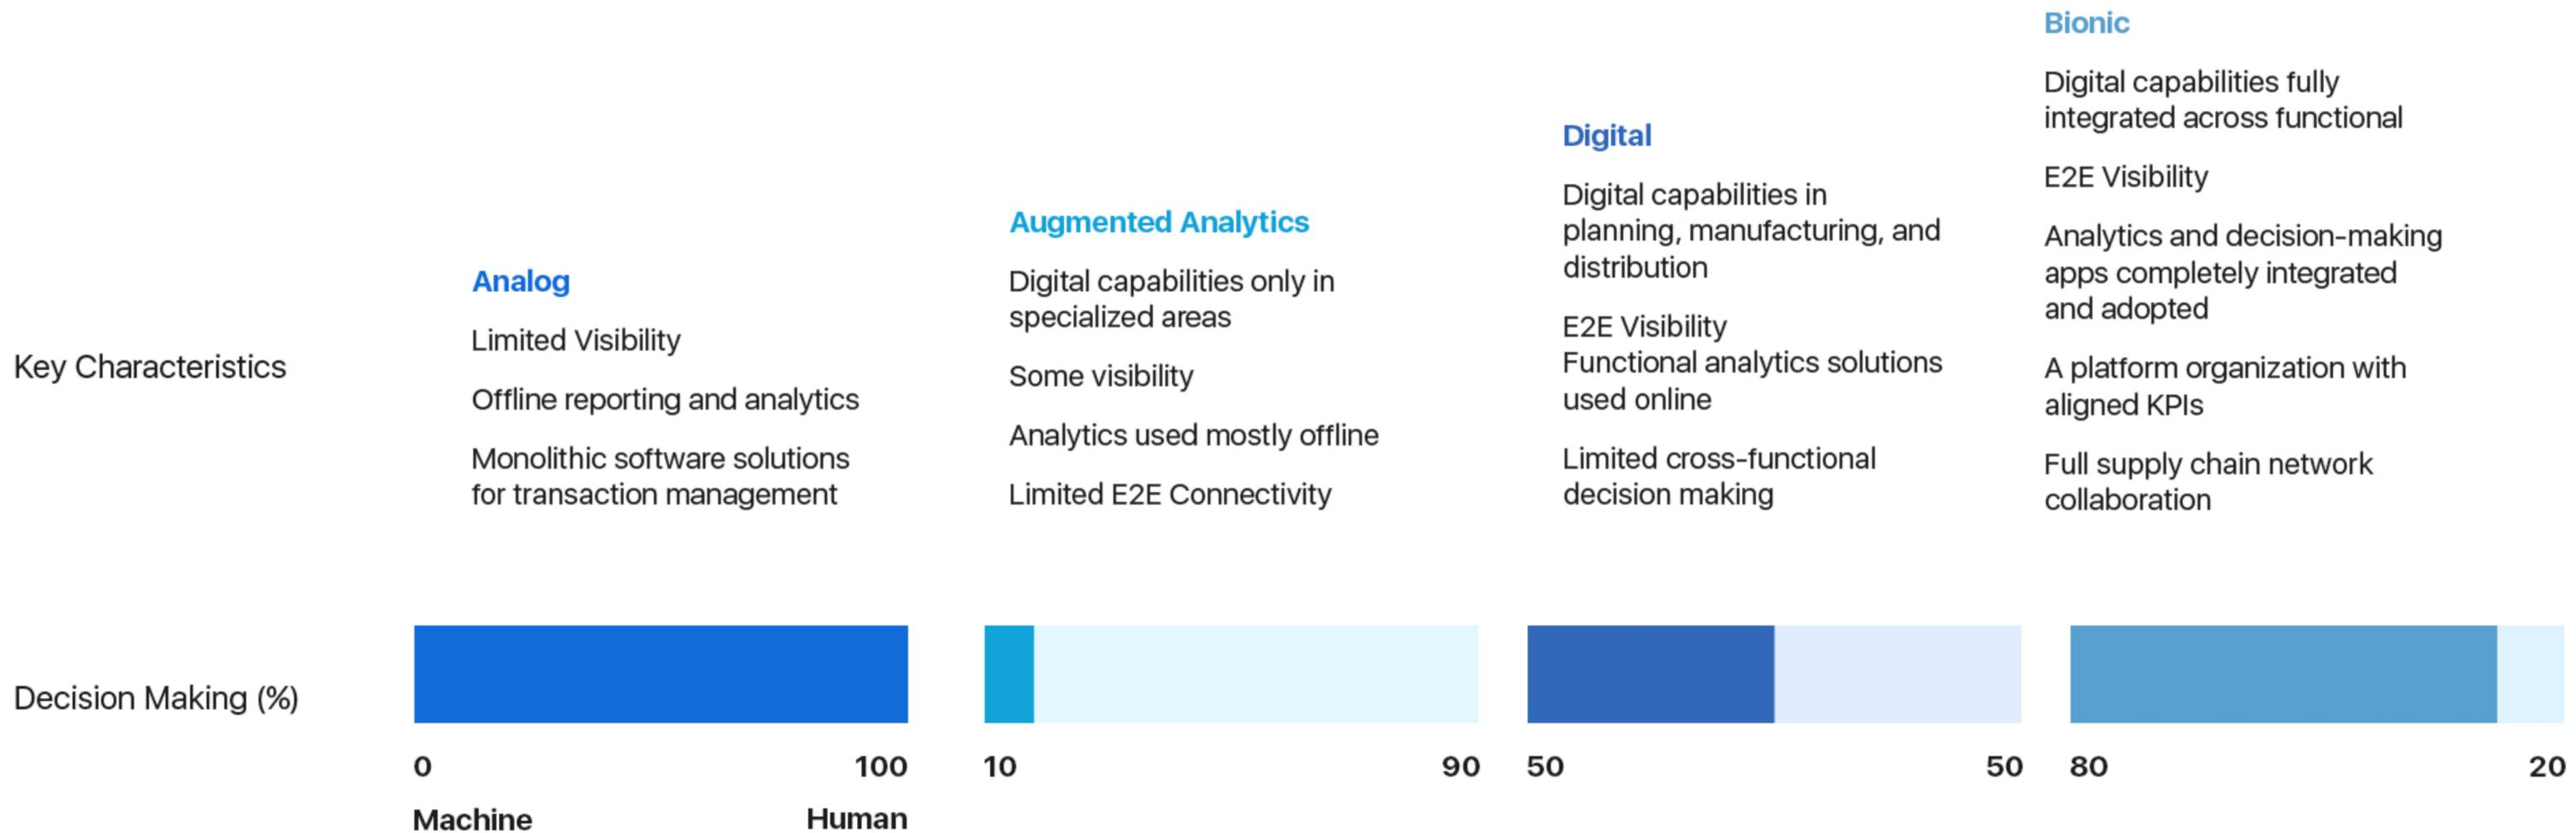 Key Characteristics
Analog
Limited Visibility
Offline reporting and analytics
Monolithic software solutions
for transaction management
Augmented Analytics
Digital capabilities only in
specialized areas
Some visibility
Analytics used mostly offline
Limited E2E Connectivity
Digital
Digital capabilities in
planning, manufacturing, and
distribution
E2E Visibility
Functional analytics solutions
used online
Limited cross-functional
decision making
Bionic
Digital capabilities fully
integrated across functional
E2E Visibility
Analytics and decision-making
apps completely integrated
and adopted
A platform organization with
aligned KPIs
Full supply chain network
collaboration
Decision Making (%)
0 100
Machine Human
10 90
50 50
80 20